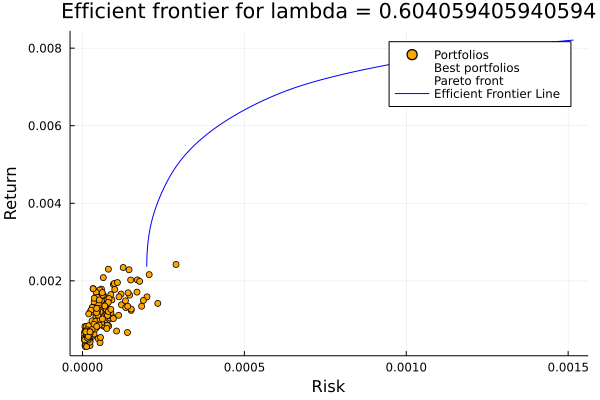 Efficient frontier for lambda = 0.604059405940594
Portfolios
Best portfolios
Pareto front
Efficient Frontier Line
Return
0.008
0.006
0.004
0.002
0.0000
0.0005
0.0010
0.0015
Risk